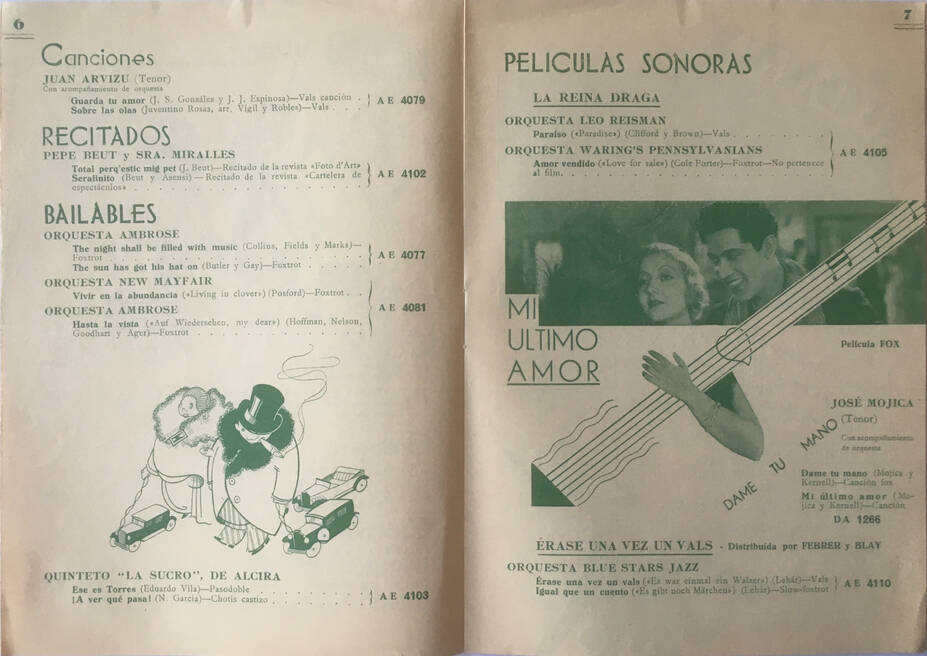 6
Canciones
JUAN ARVIZU (Tenor)
Con acompañamiento de orquesta
Guarda tu amor (J. S. González y J. J. Espinosa)—Vals canción .
Sobre las olas (Juventino Rosas, arr. Vigil y Robles)—Vals . . .
AE 4079
RECITADOS
PEPE BEUT y SRA. MIRALLES
Total perq'estic mig pet (J. Beut)—Recitado de la revista «Foto d'Art»
Serafinito (Beut y Asensi)—Recitado de la revista «Cartelera de
espectáculos» . . . . . . . . . . . . . . . .
AE 4102
BAILABLES
ORQUESTA AMBROSE
The night shall be filled with music (Collins, Fields y Marks)—
Foxtrot . . . . . . . . . . . . . . . .
The sun has got his hat on (Butler y Gay)—Foxtrot . . . . .
AE 4077
ORQUESTA NEW MAYFAIR
Vivir en la abundancia («Living in clover») (Posford)—Foxtrot . .
ORQUESTA AMBROSE
Hasta la vista («Auf Wiedersehen, my dear») (Hoffman, Nelson,
Goodhart y Ager)—Foxtrot . . . . . . . . . . .
AE 4081
QUINTETO "LA SUCRO", DE ALCIRA
Ese es Torres (Eduardo Vila)—Pasodoble . . . . . . . .
¡A ver qué pasa! (N. García)—Chotis castizo . . . . . . .
AE 4103
7
PELICULAS SONORAS
LA REINA DRAGA
ORQUESTA LEO REISMAN
Paraíso («Paradise») (Clifford y Brown)—Vals . . . . . . .
ORQUESTA WARING'S PENNSYLVANIANS
Amor vendido («Love for sale») (Cole Porter)—Foxtrot—No pertenece
al film. . . . . . . . . . . . . . . . .
AE 4105
MI
ULTIMO
AMOR
Película FOX
JOSÉ MOJICA
(Tenor)
Con acompañamiento
de orquesta
DAME TU MANO
Dame tu mano (Mojica y
Kernell)—Canción fox
Mi último amor (Mo-
jica y Kernell)—Canción
DA 1266
ÉRASE UNA VEZ UN VALS - Distribuída por FEBRER y BLAY
ORQUESTA BLUE STARS JAZZ
Érase una vez un vals («Es war einmal ein Walzer») (Lehár)—Vals
Igual que un cuento («Es gibt noch Märchen») (Lehár)—Slow-foxtrot
AE 4110